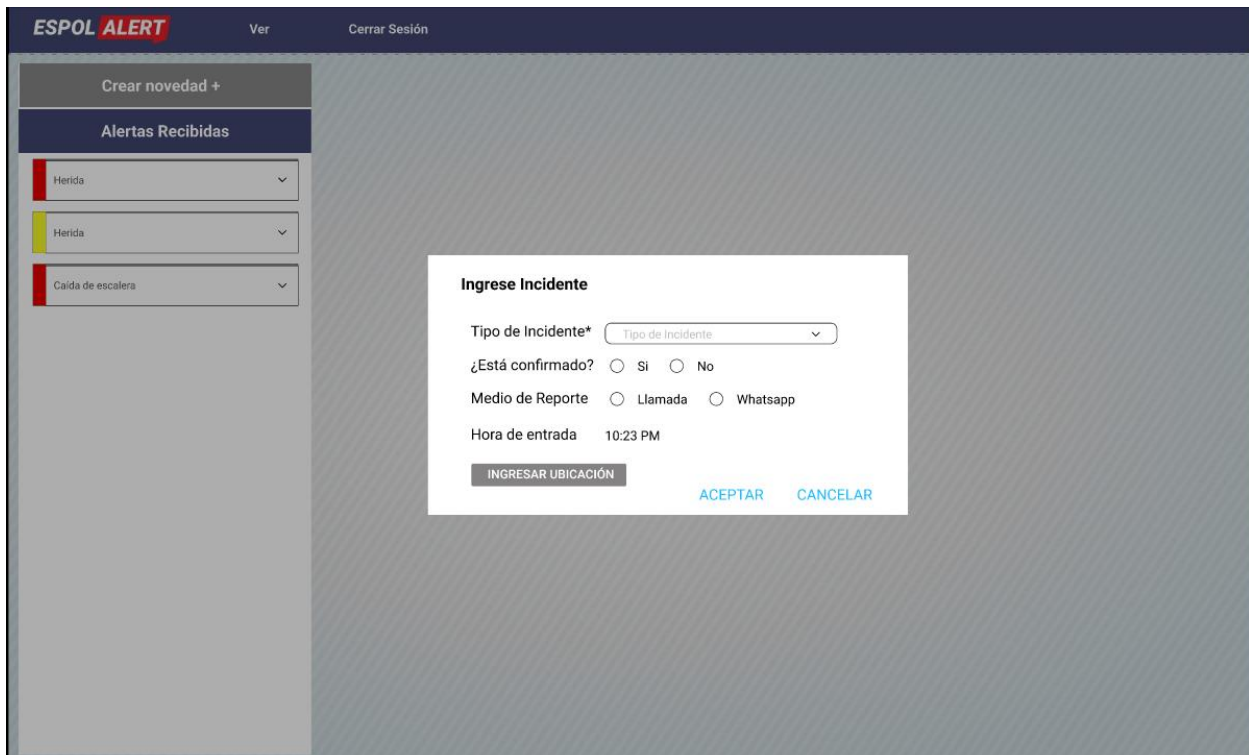 ESPOL ALERT Ver Cerrar Sesión
Crear novedad +
Alertas Recibidas
Herida
Herida
Caída de escalera
Ingrese Incidente
Tipo de Incidente* Tipo de Incidente
¿Está confirmado? Si No
Medio de Reporte Llamada Whatsapp
Hora de entrada 10:23 PM
INGRESAR UBICACIÓN
ACEPTAR CANCELAR